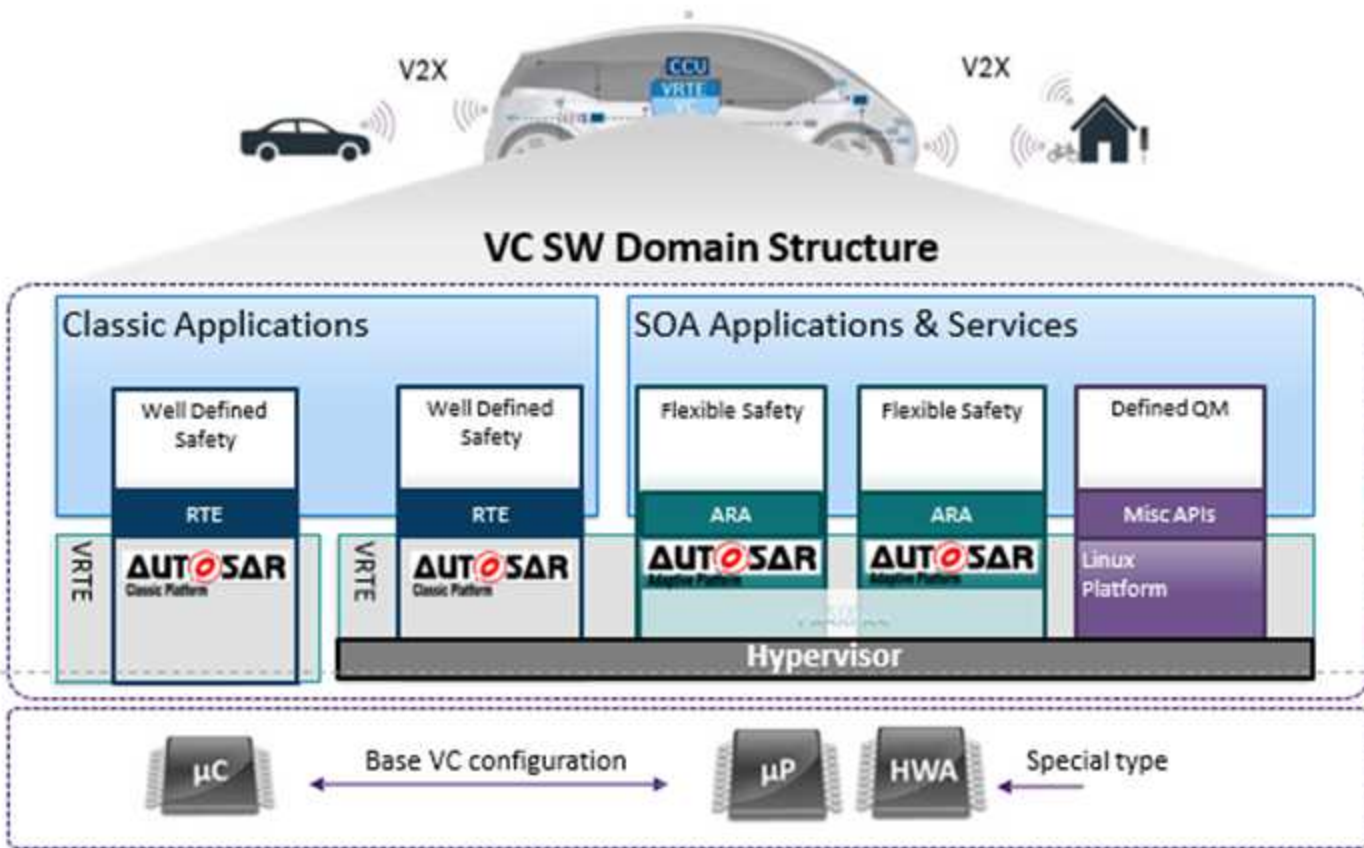 V2X
V2X
CCU
VRTE
VC
VC SW Domain Structure
Classic Applications
SOA Applications & Services
Well Defined
Safety
Well Defined
Safety
Flexible Safety
Flexible Safety
Defined QM
RTE
RTE
ARA
ARA
Misc APIs
VRTE
AUTOSAR
Classic Platform
VRTE
AUTOSAR
Classic Platform
AUTOSAR
Adaptive Platform
AUTOSAR
Adaptive Platform
Linux
Platform
Hypervisor
µC
Base VC configuration
µP
HWA
Special type